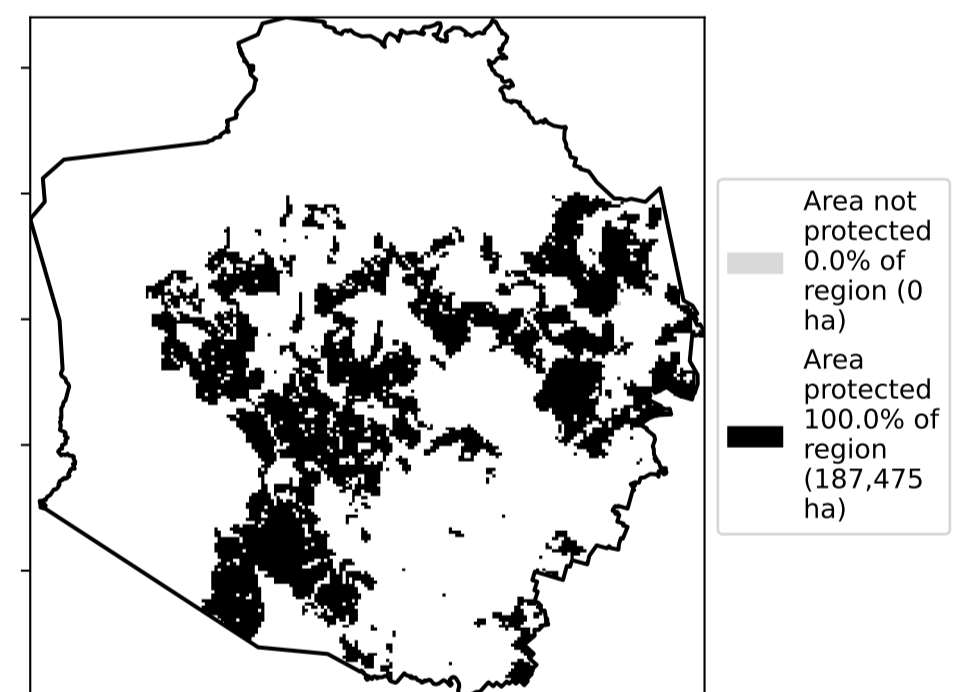 Area not
protected
0.0% of
region (0
ha)
Area
protected
100.0% of
region
(187,475
ha)